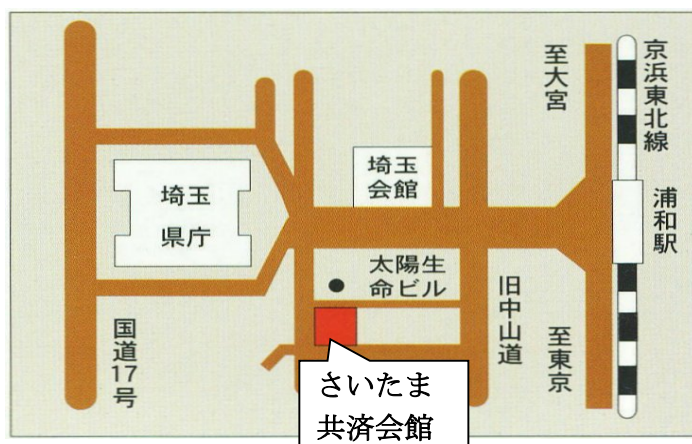 至大宮
京浜東北線
埼玉
会館
埼玉
県庁
浦和駅
太陽生
命ビル
旧中山道
国道17号
至東京
さいたま
共済会館